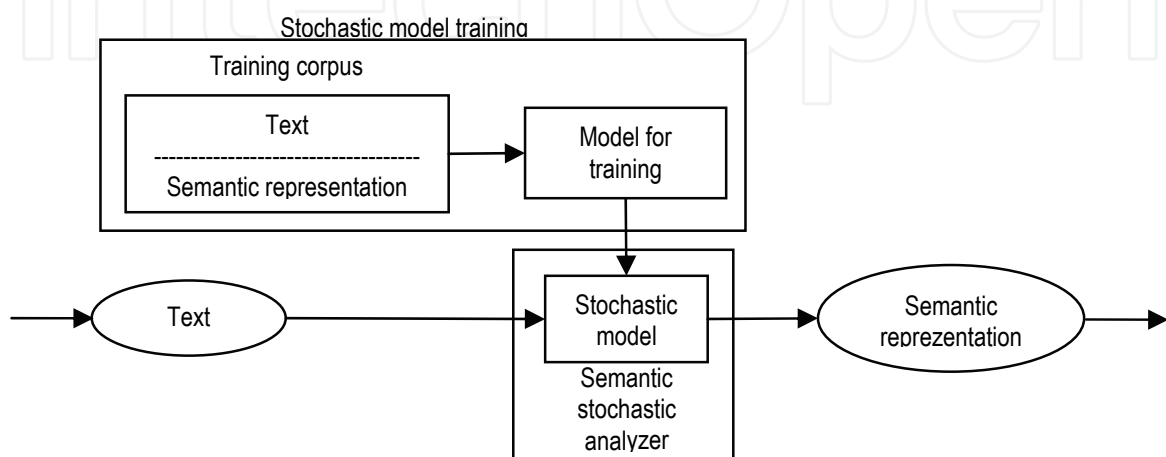 IntechOpen
Stochastic model training
Training corpus
Text
Semantic representation
Model for
training
Text
Stochastic
model
Semantic
reprezentation
Semantic
stochastic
analyzer